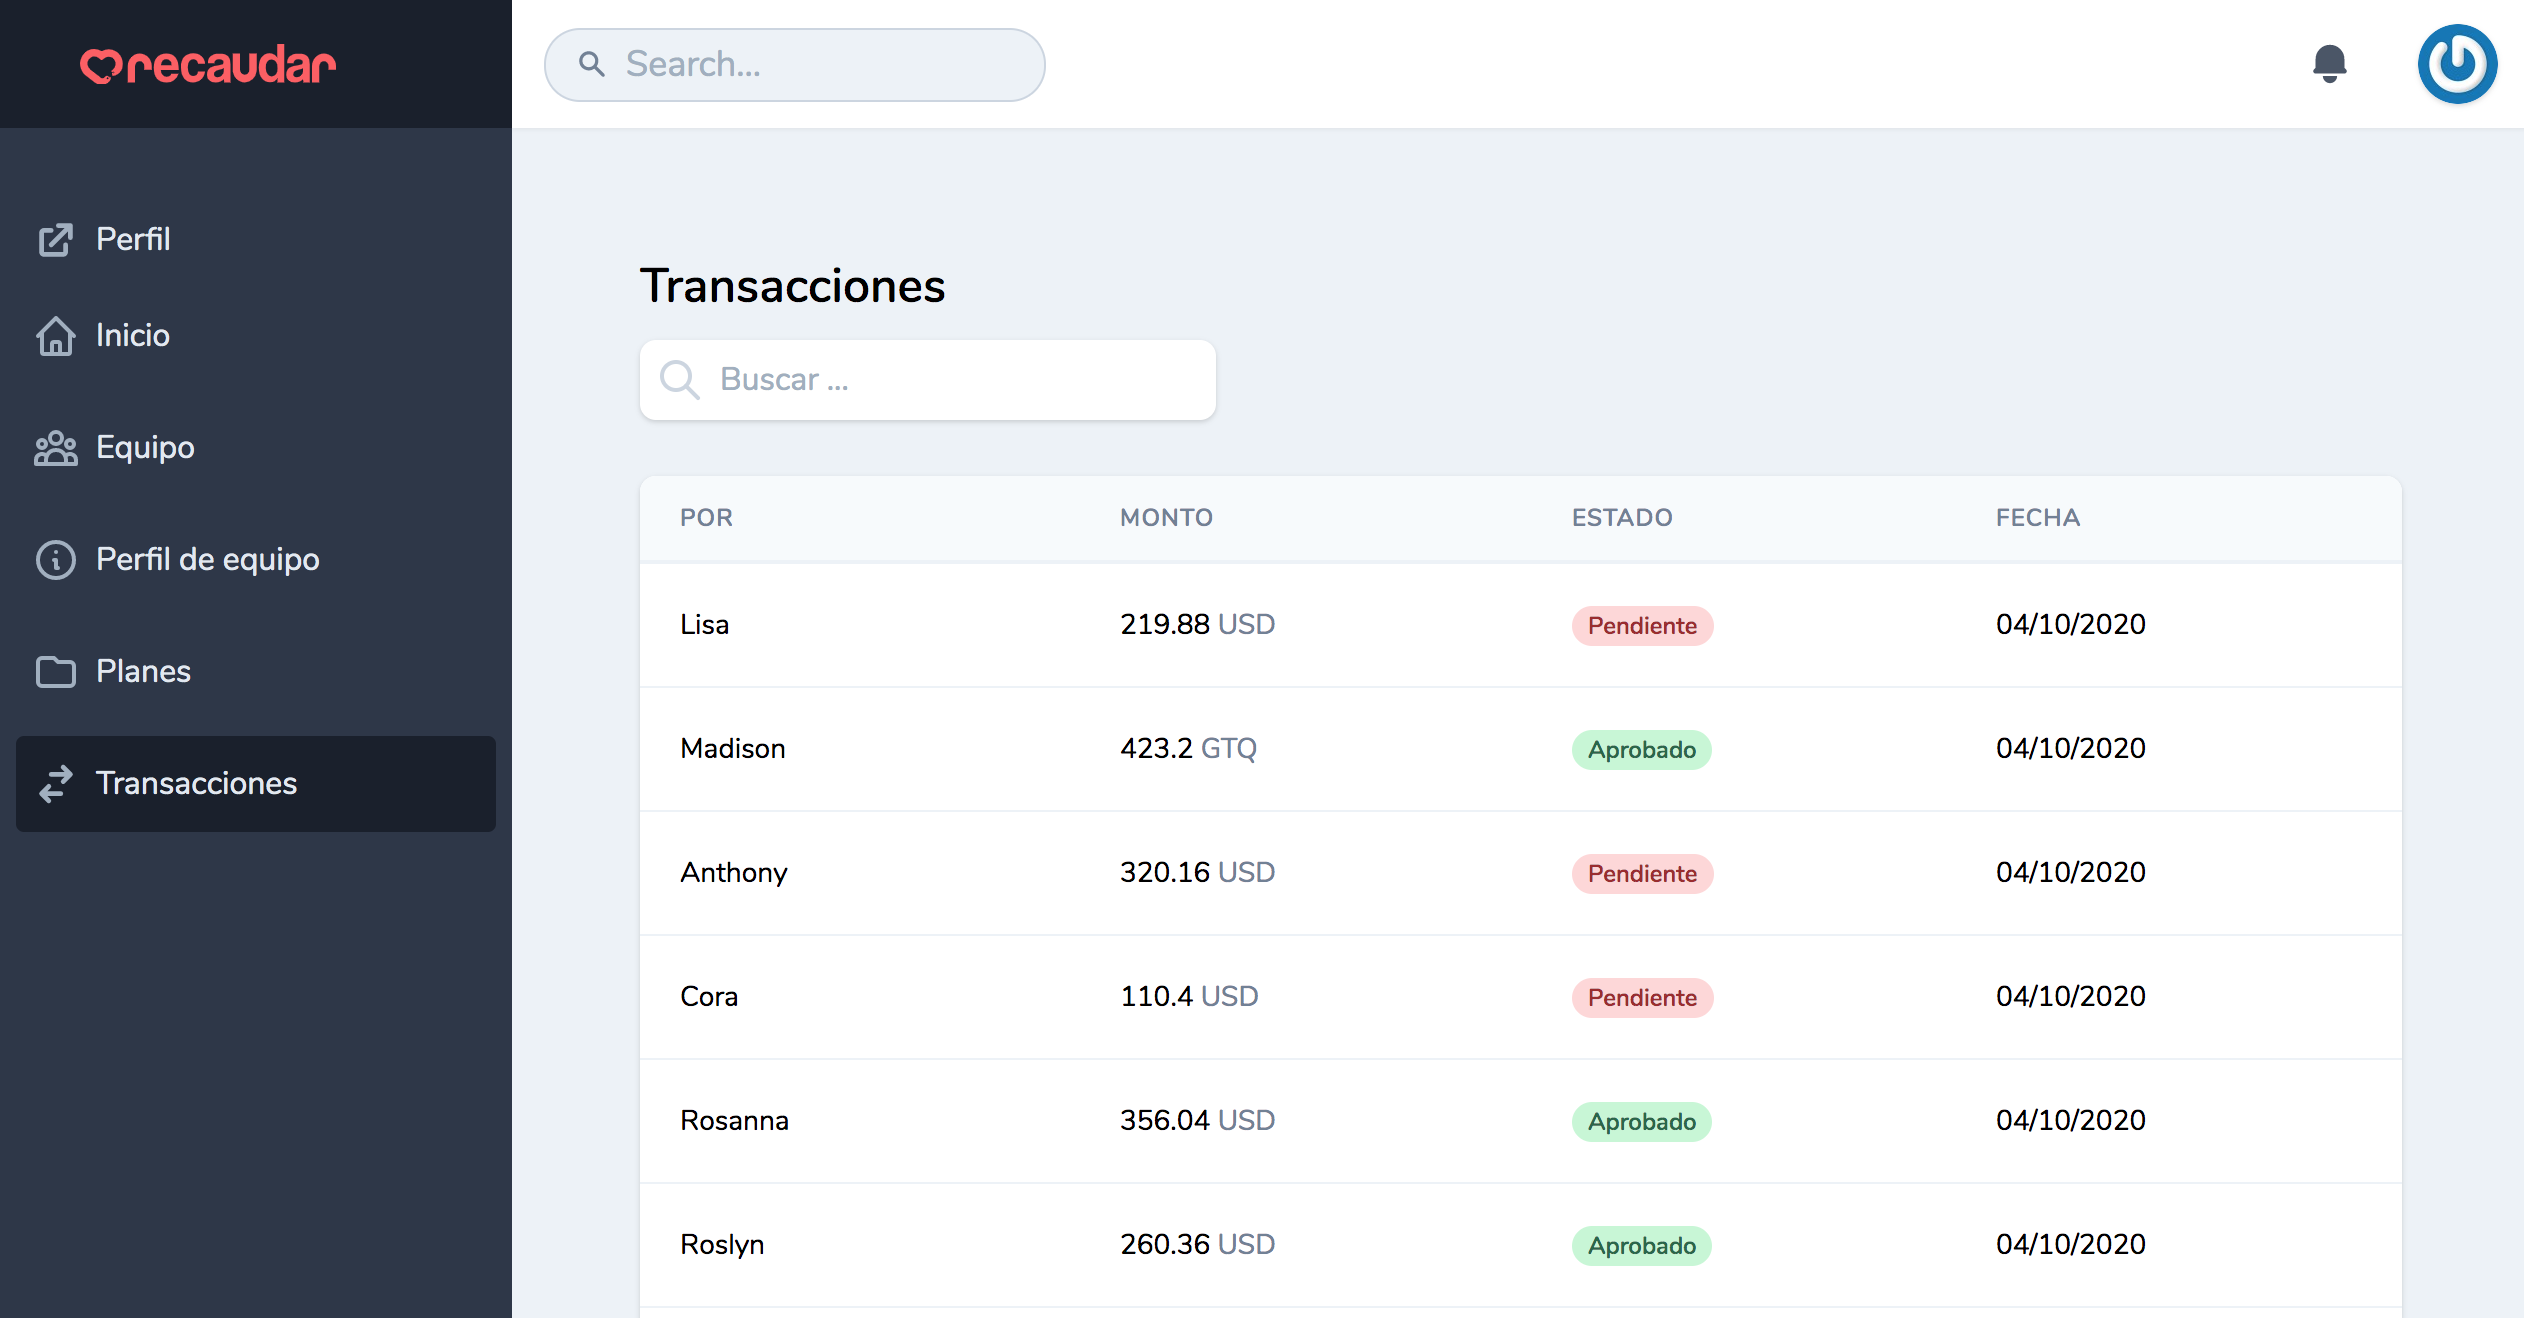 recaudar
Search...
Perfil
Inicio
Equipo
Perfil de equipo
Planes
Transacciones
Transacciones
Buscar ...
POR MONTO ESTADO FECHA
Lisa 219.88 USD Pendiente 04/10/2020
Madison 423.2 GTQ Aprobado 04/10/2020
Anthony 320.16 USD Pendiente 04/10/2020
Cora 110.4 USD Pendiente 04/10/2020
Rosanna 356.04 USD Aprobado 04/10/2020
Roslyn 260.36 USD Aprobado 04/10/2020